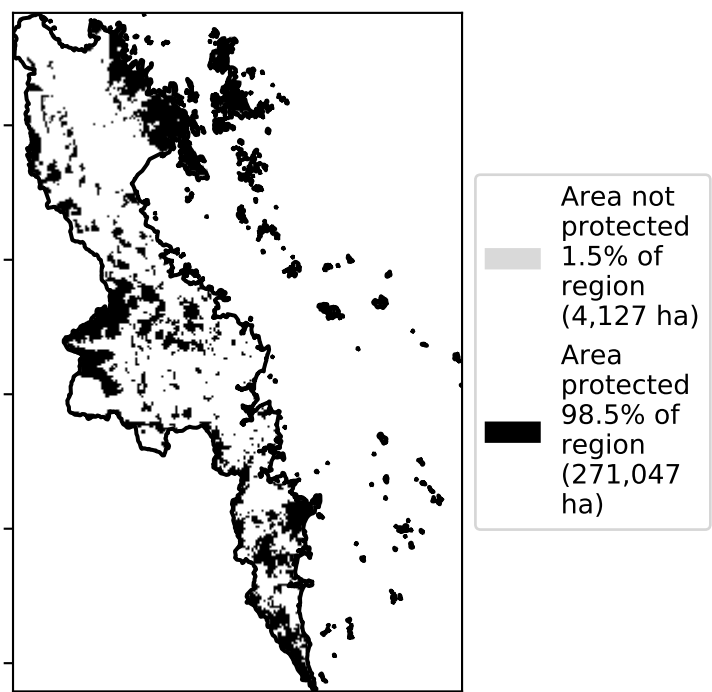 Area not
protected
1.5% of
region
(4,127 ha)
Area
protected
98.5% of
region
(271,047
ha)